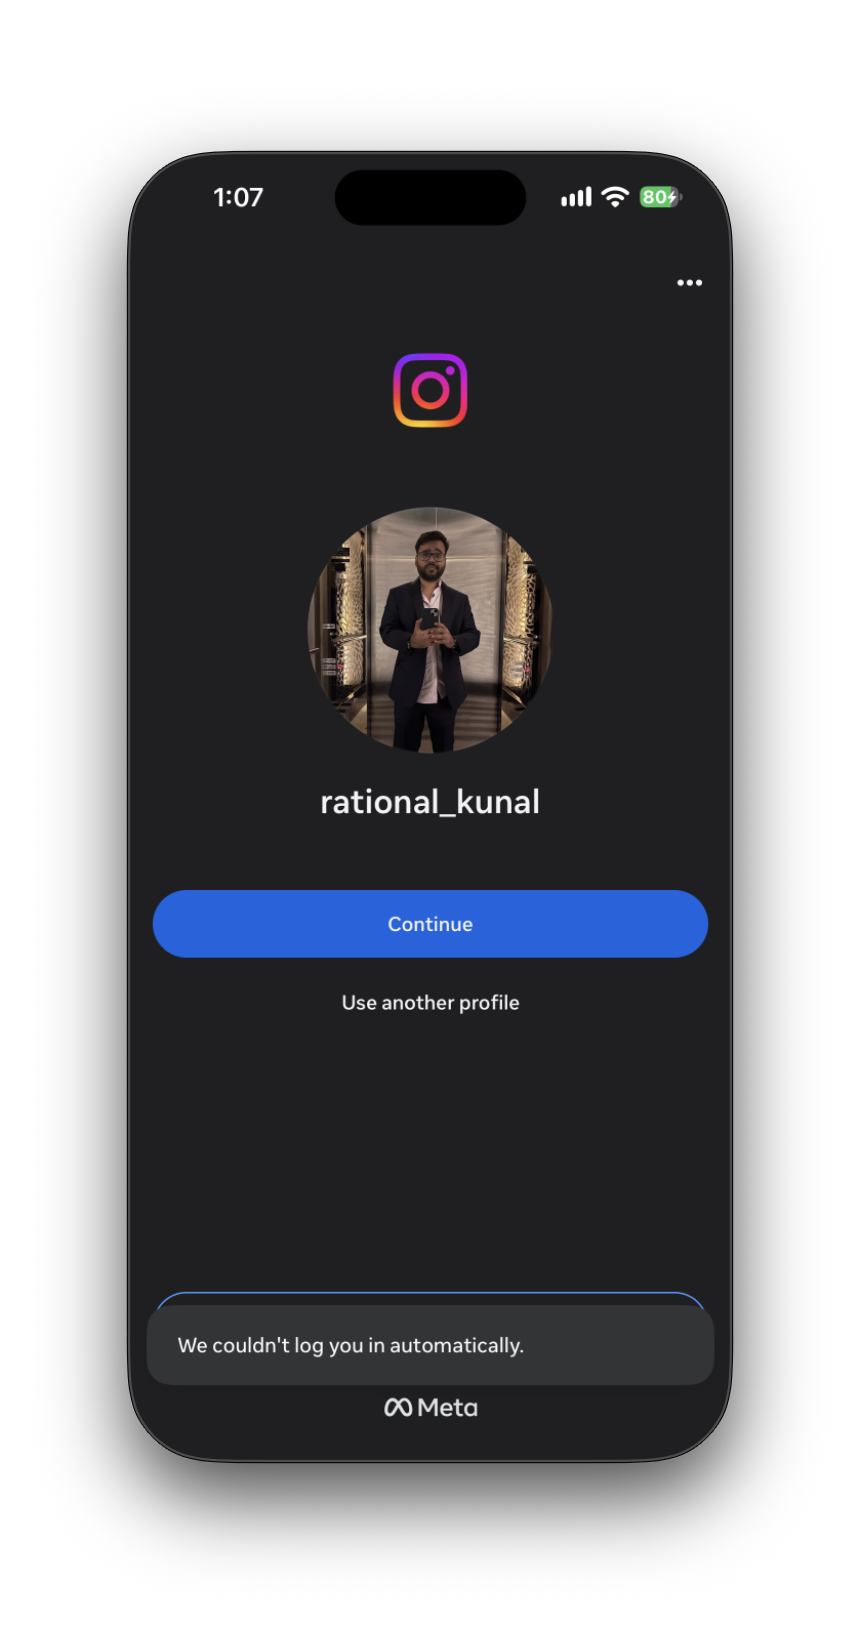 1:07
80
rational_kunal
Continue
Use another profile
We couldn't log you in automatically.
Meta